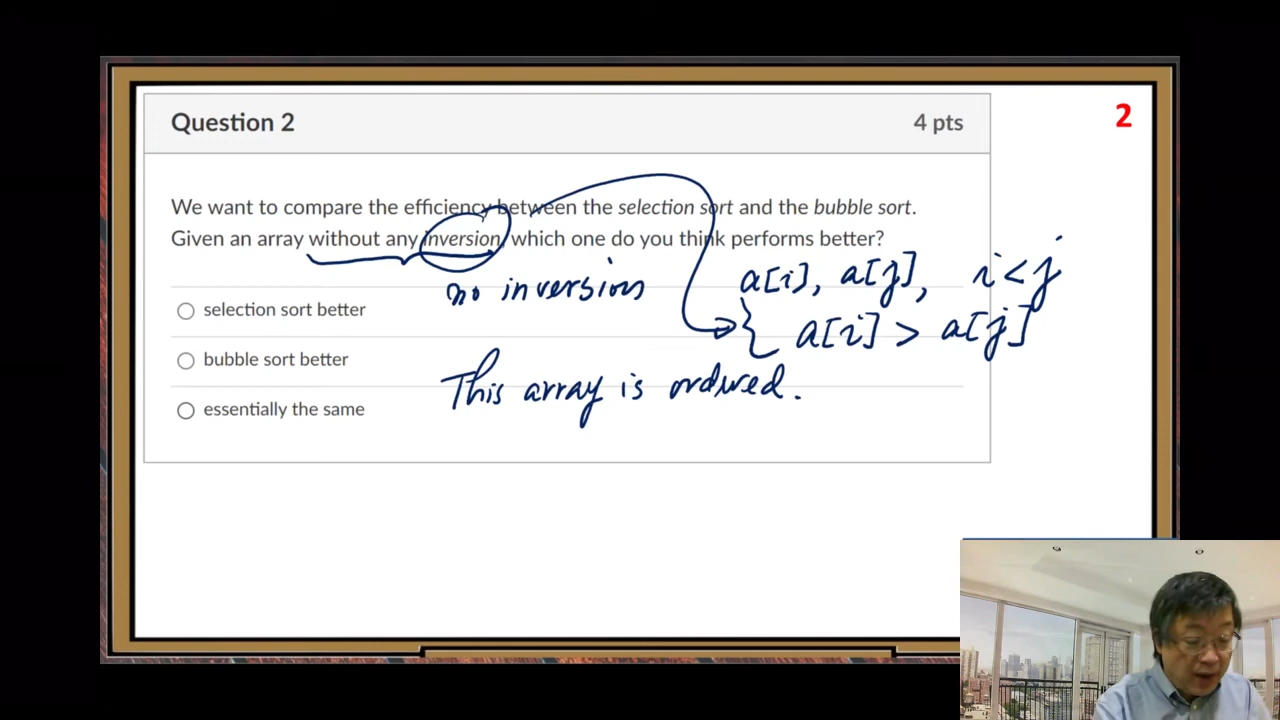 Question 2
4 pts
2
We want to compare the efficiency between the selection sort and the bubble sort.
Given an array without any inversion, which one do you think performs better?
a[i], a[j], i<j
no inversion
selection sort better
{ a[i] > a[j]
bubble sort better
This array is ordered.
essentially the same